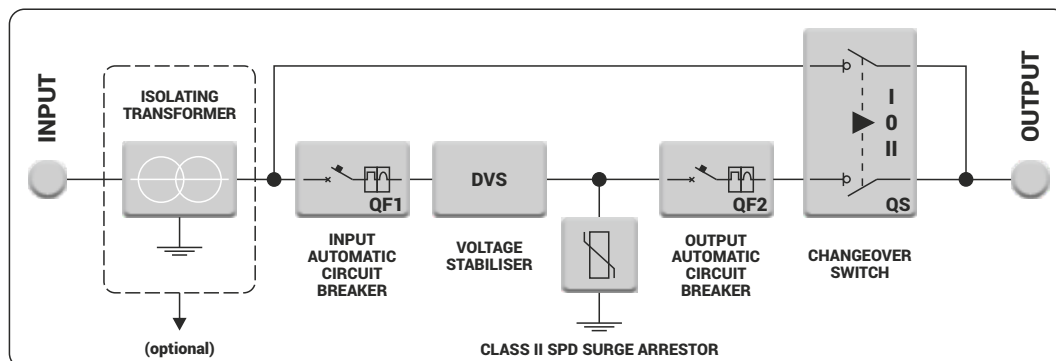 INPUT
ISOLATING
TRANSFORMER
(optional)
QF1
INPUT
AUTOMATIC
CIRCUIT
BREAKER
DVS
VOLTAGE
STABILISER
CLASS II SPD SURGE ARRESTOR
QF2
OUTPUT
AUTOMATIC
CIRCUIT
BREAKER
I
0
II
QS
CHANGEOVER
SWITCH
OUTPUT